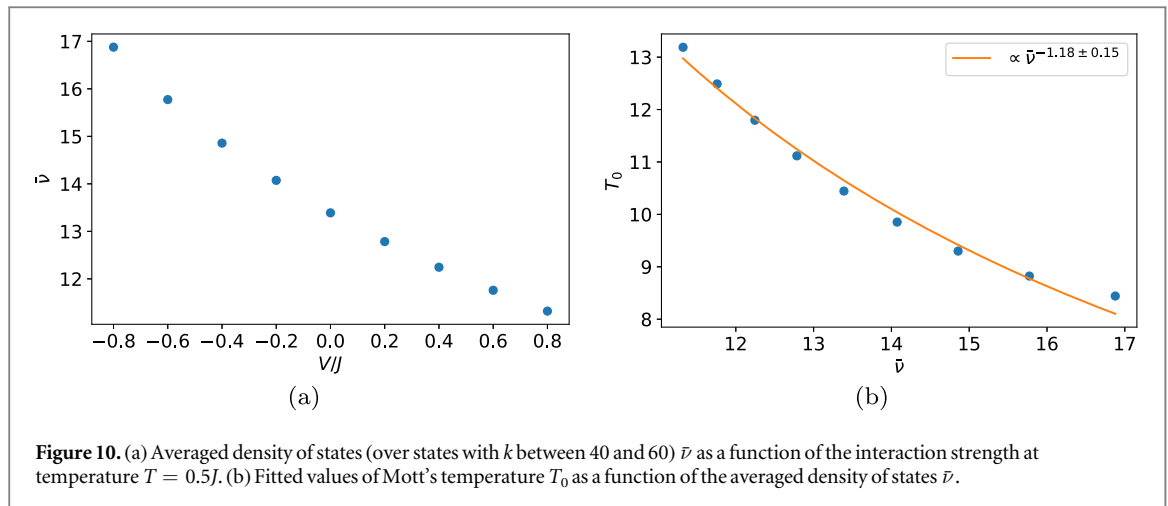 17
16
15
14
13
12
ν̄
−0.8 −0.6 −0.4 −0.2 0.0 0.2 0.4 0.6 0.8
V/J
(a)
13
12
11
10
9
8
T₀
∝ ν̄^−1.18 ± 0.15
12 13 14 15 16 17
ν̄
(b)
Figure 10. (a) Averaged density of states (over states with k between 40 and 60) ν̄ as a function of the interaction strength at
temperature T = 0.5J. (b) Fitted values of Mott's temperature T₀ as a function of the averaged density of states ν̄.